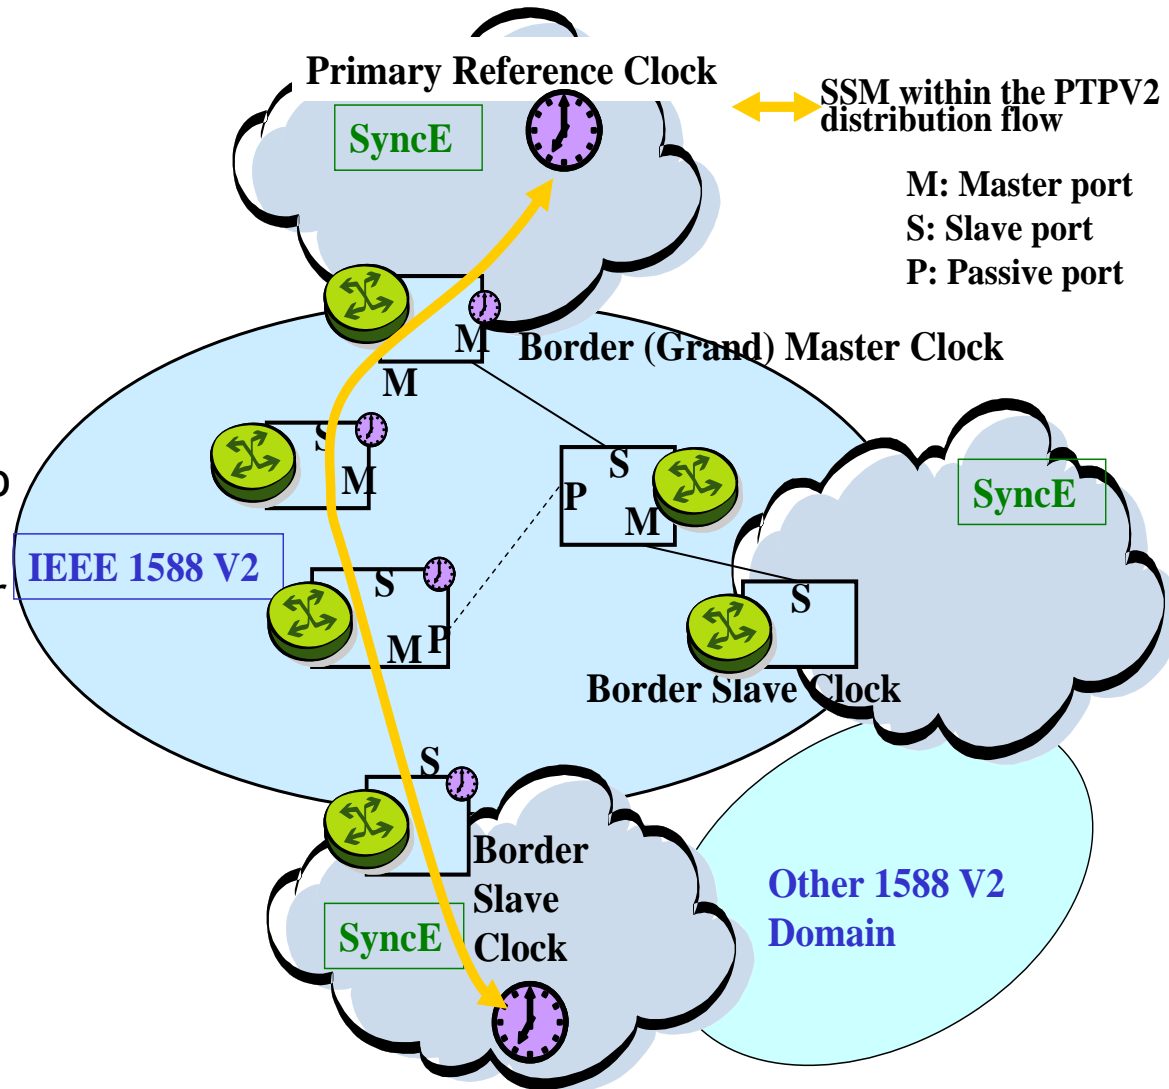 Primary Reference Clock
SSM within the PTPV2
distribution flow
SyncE
M: Master port
S: Slave port
P: Passive port
M
Border (Grand) Master Clock
M
S
M
S
P
M
SyncE
IEEE 1588 V2
S
M
P
S
Border Slave Clock
S
Border
Slave
Clock
SyncE
Other 1588 V2
Domain